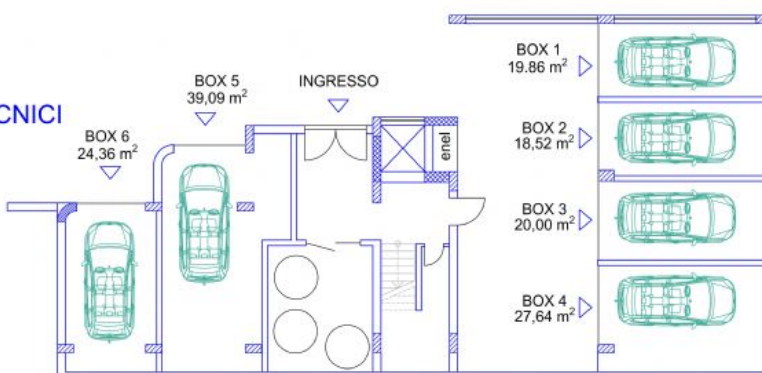 BOX 1
19.86 m²
BOX 5
39,09 m²
INGRESSO
CNICI
BOX 6
24,36 m²
BOX 2
18,52 m²
enel
BOX 3
20,00 m²
BOX 4
27,64 m²